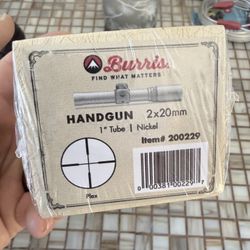 Burris
FIND WHAT MATTERS
HANDGUN 2x20mm
1" Tube | Nickel
Item# 200229
Plex
0 00381 00229 7